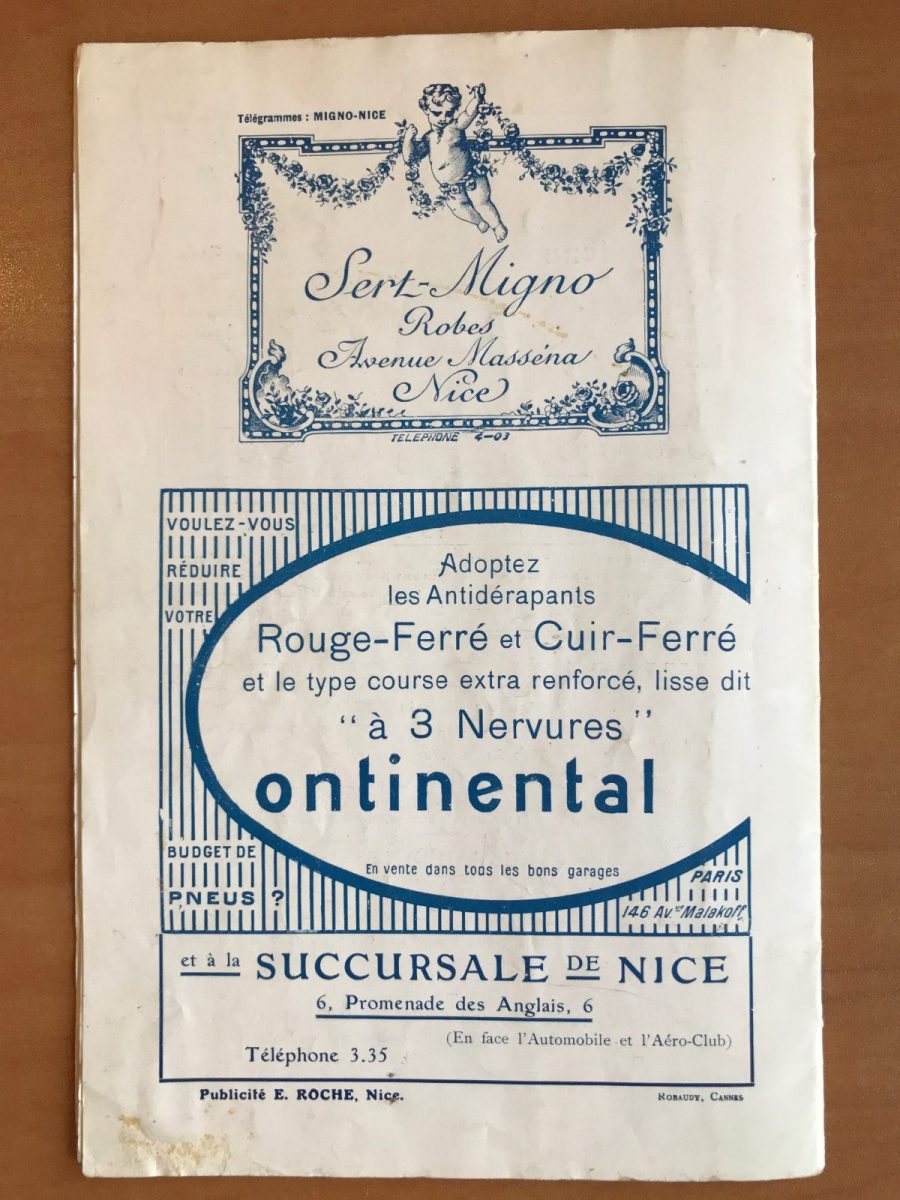 Télégrammes : MIGNO-NICE
Sert-Migno
Robes
Avenue Masséna
Nice
TELEPHONE 4-03
VOULEZ-VOUS
RÉDUIRE
VOTRE
BUDGET DE
PNEUS ?
Adoptez
les Antidérapants
Rouge-Ferré et Cuir-Ferré
et le type course extra renforcé, lisse dit
“ à 3 Nervures ”
Continental
En vente dans tous les bons garages
PARIS
146 Av.ue Malakoff
et à la SUCCURSALE DE NICE
6, Promenade des Anglais, 6
(En face l'Automobile et l'Aéro-Club)
Téléphone 3.35
Publicité E. ROCHE, Nice.
ROBAUDY, CANNES